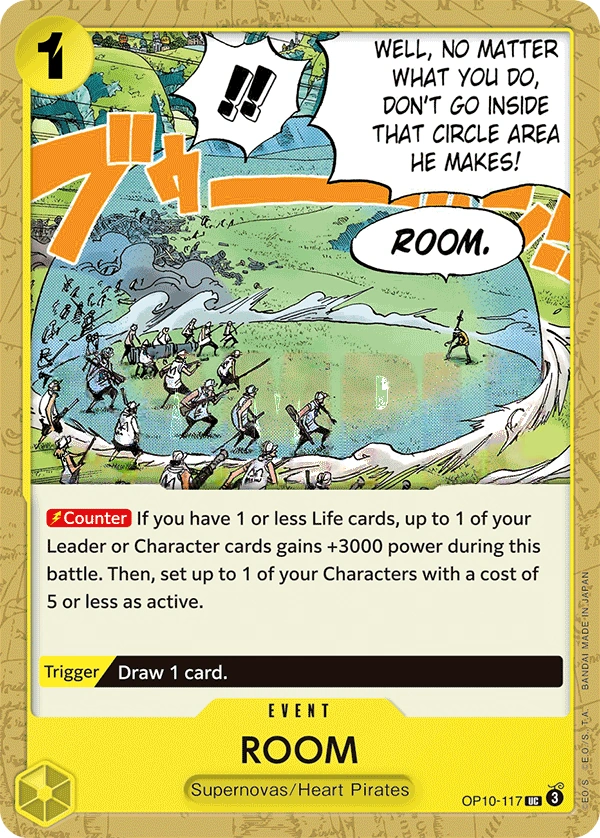 1
!!
WELL, NO MATTER
WHAT YOU DO,
DON'T GO INSIDE
THAT CIRCLE AREA
HE MAKES!
ブゥーーン!!
ROOM.
Counter If you have 1 or less Life cards, up to 1 of your
Leader or Character cards gains +3000 power during this
battle. Then, set up to 1 of your Characters with a cost of
5 or less as active.
Trigger Draw 1 card.
EVENT
ROOM
Supernovas/Heart Pirates
OP10-117 UC 3
BANDAI MADE IN JAPAN